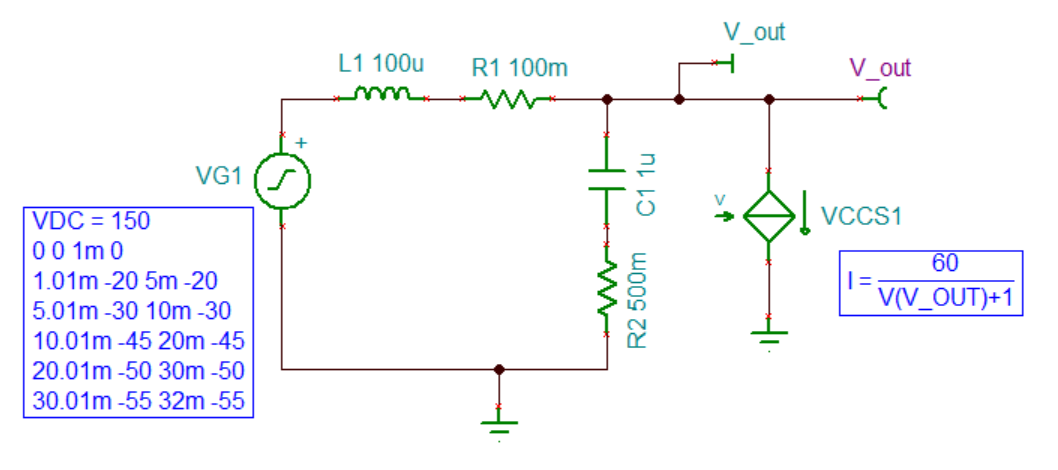 V_out
L1 100u
R1 100m
V_out
+
VG1
C1 1u
V
VCCS1
VDC = 150
0 0 1m 0
1.01m -20 5m -20
5.01m -30 10m -30
10.01m -45 20m -45
20.01m -50 30m -50
30.01m -55 32m -55
R2 500m
I = 60
V(V_OUT)+1